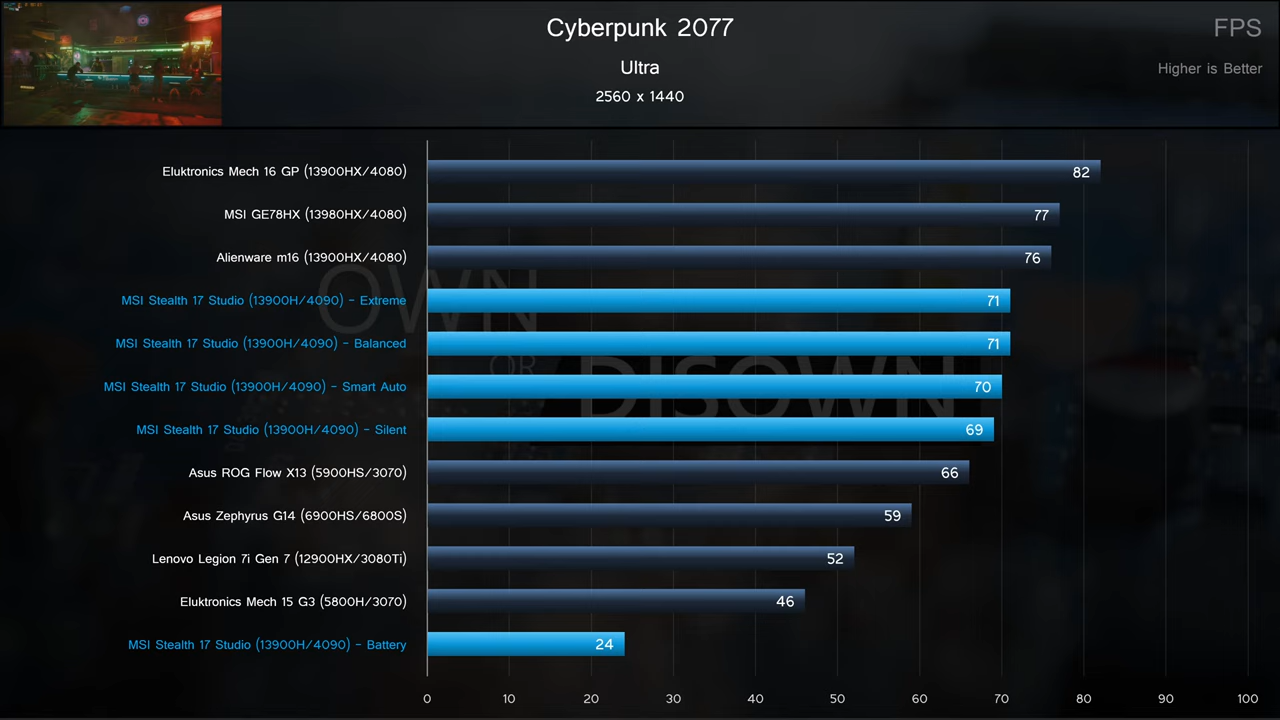 Cyberpunk 2077
Ultra
2560 x 1440
FPS
Higher is Better
Eluktronics Mech 16 GP (13900HX/4080) 82
MSI GE78HX (13980HX/4080) 77
Alienware m16 (13900HX/4080) 76
MSI Stealth 17 Studio (13900H/4090) - Extreme 71
MSI Stealth 17 Studio (13900H/4090) - Balanced 71
MSI Stealth 17 Studio (13900H/4090) - Smart Auto 70
MSI Stealth 17 Studio (13900H/4090) - Silent 69
Asus ROG Flow X13 (5900HS/3070) 66
Asus Zephyrus G14 (6900HS/6800S) 59
Lenovo Legion 7i Gen 7 (12900HX/3080Ti) 52
Eluktronics Mech 15 G3 (5800H/3070) 46
MSI Stealth 17 Studio (13900H/4090) - Battery 24
0 10 20 30 40 50 60 70 80 90 100
OWN
OR
DISOWN